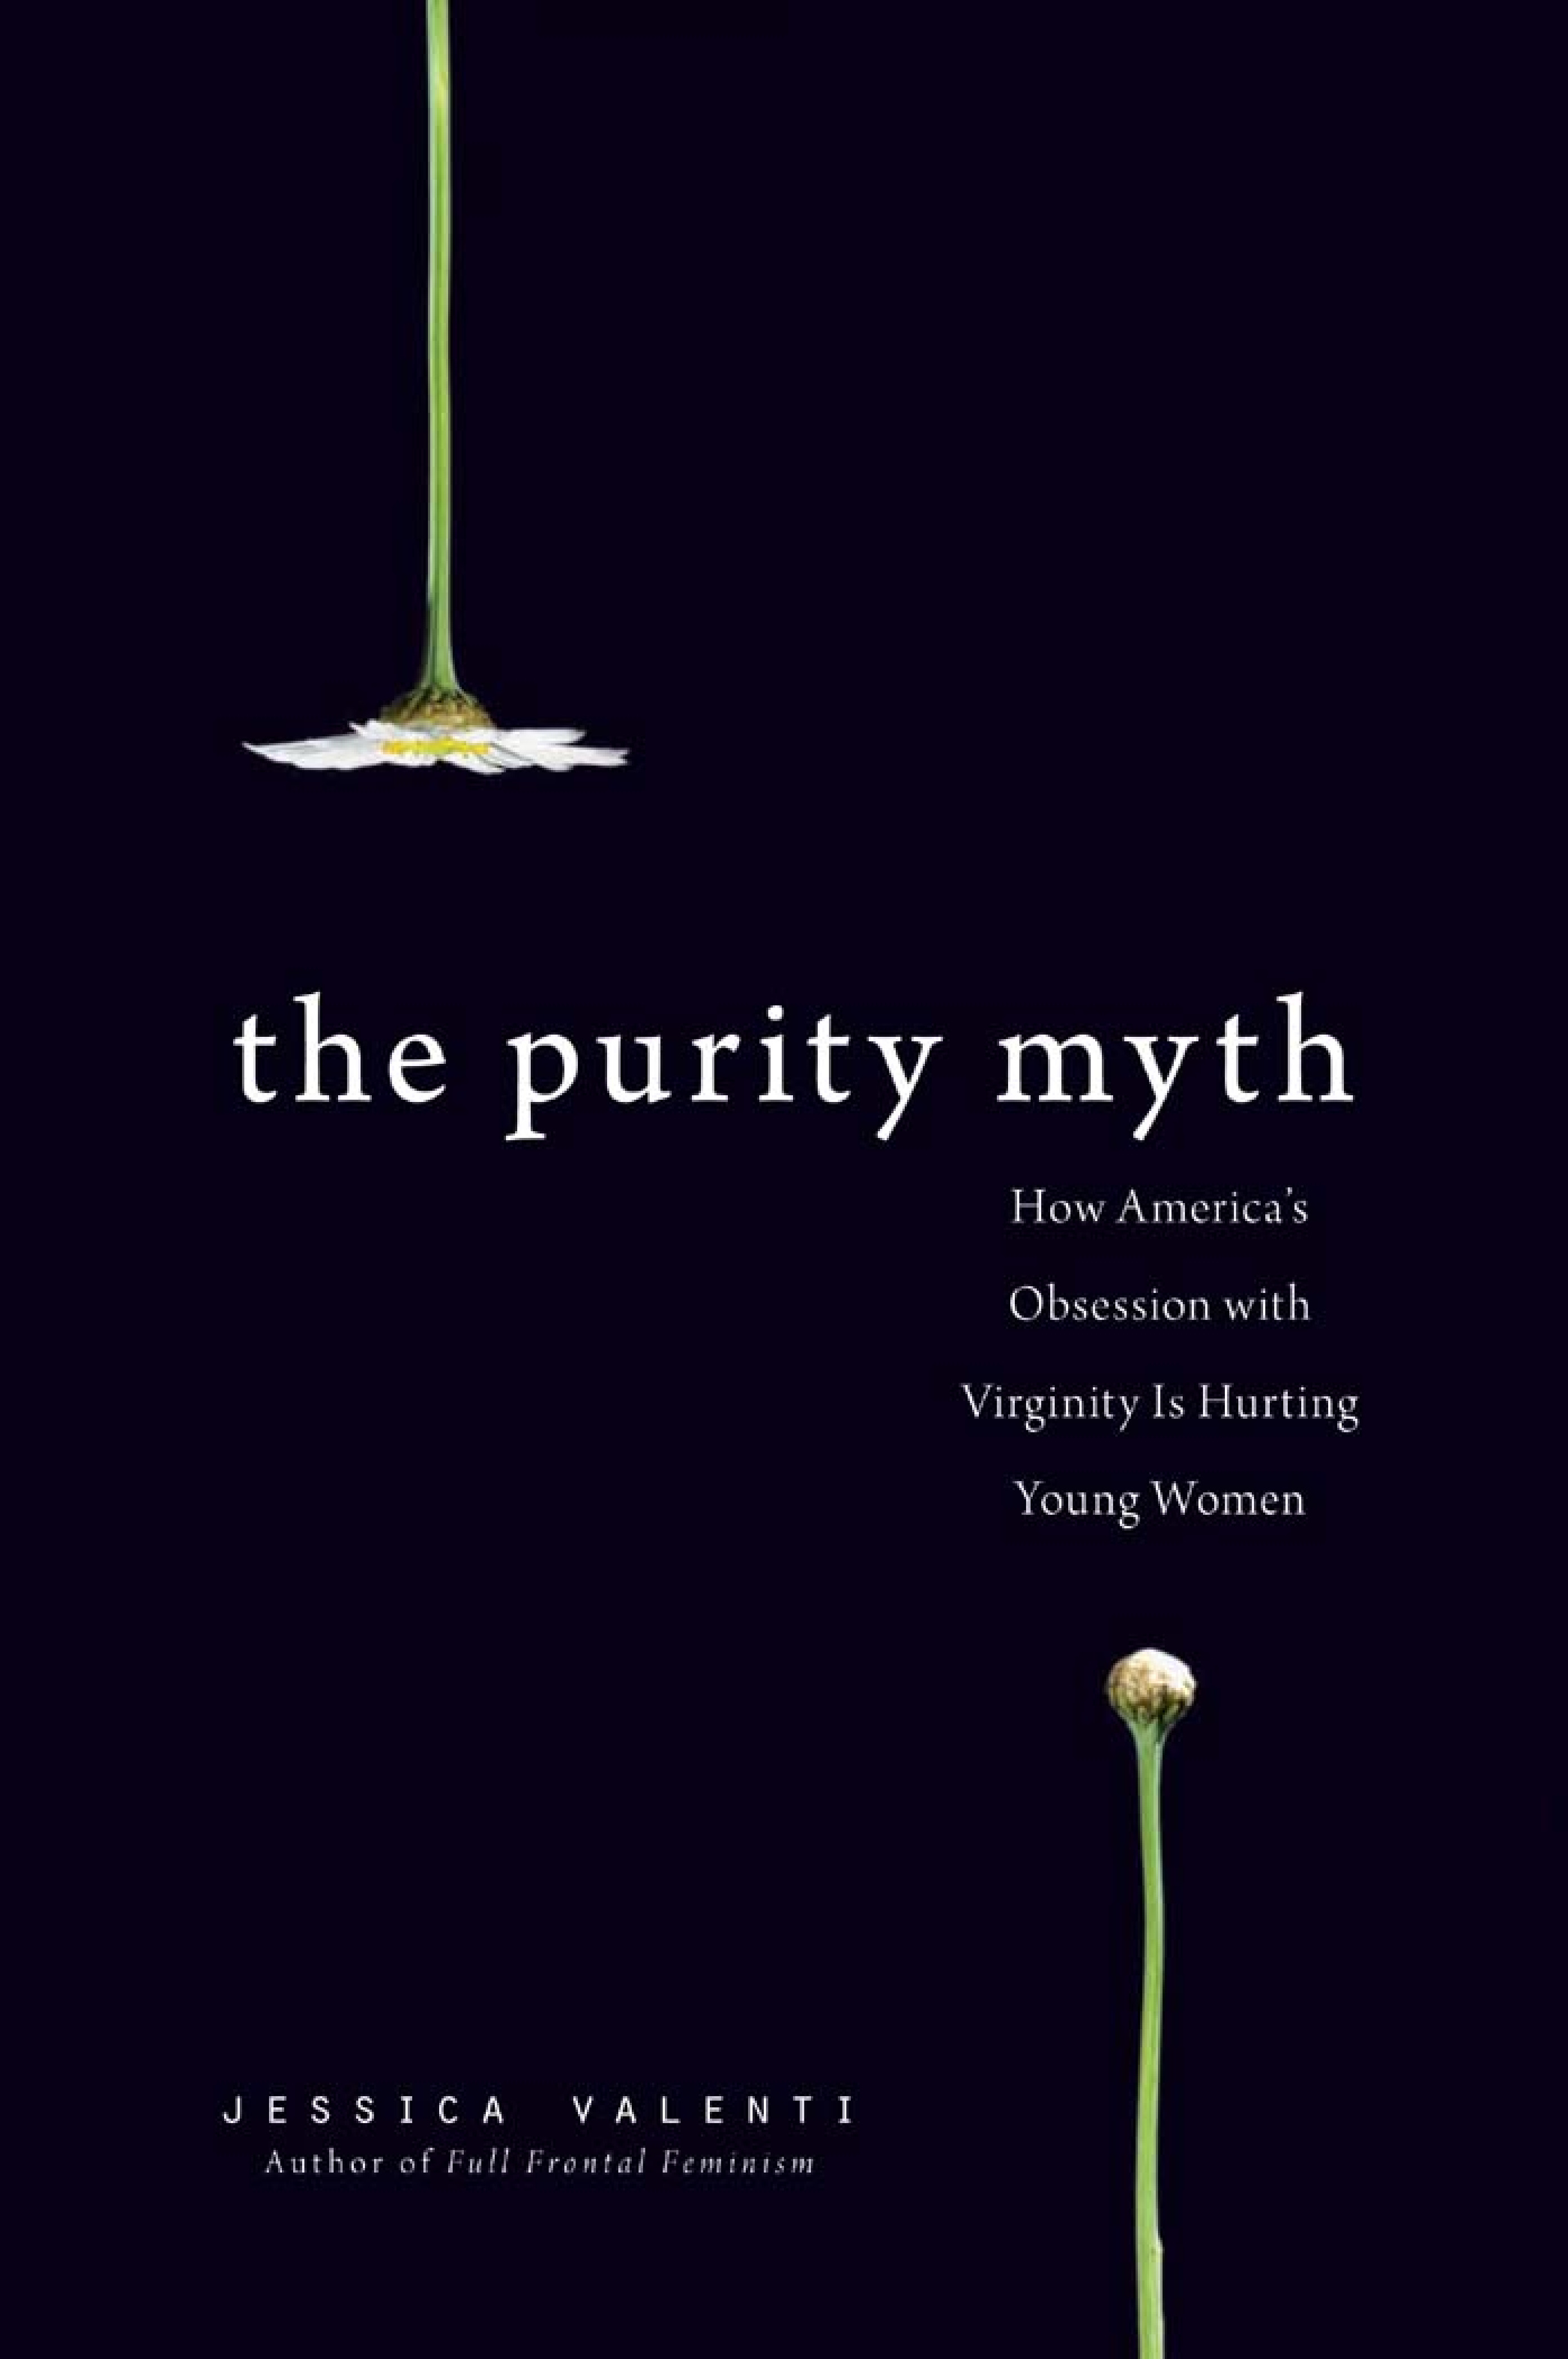 the purity myth
How America’s
Obsession with
Virginity Is Hurting
Young Women
JESSICA VALENTI
Author of Full Frontal Feminism